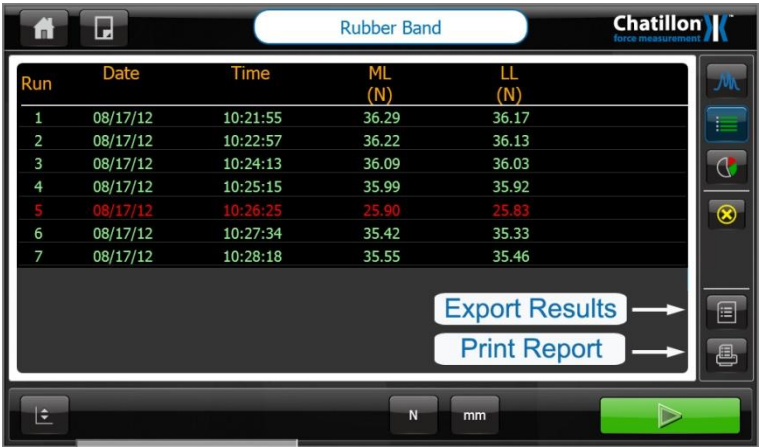 Rubber Band
Chatillon
force measurement
Run Date Time ML (N) LL (N)
1 08/17/12 10:21:55 36.29 36.17
2 08/17/12 10:22:57 36.22 36.13
3 08/17/12 10:24:13 36.09 36.03
4 08/17/12 10:25:15 35.99 35.92
5 08/17/12 10:26:25 25.90 25.83
6 08/17/12 10:27:34 35.42 35.33
7 08/17/12 10:28:18 35.55 35.46
Export Results
Print Report
N mm